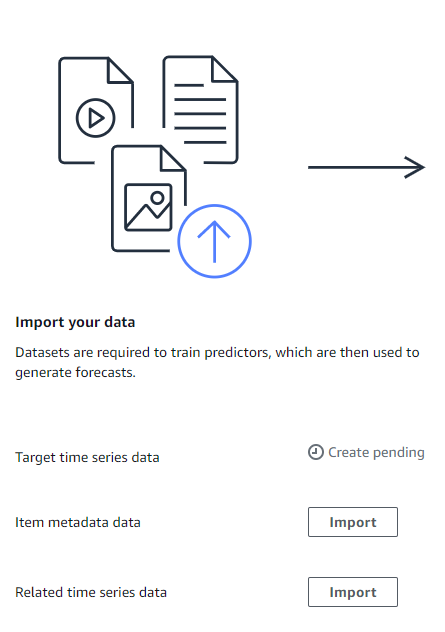 Import your data
Datasets are required to train predictors, which are then used to
generate forecasts.
Target time series data
Create pending
Item metadata data
Import
Related time series data
Import